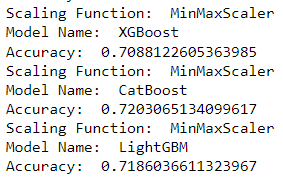 Scaling Function:  MinMaxScaler
Model Name:  XGBoost
Accuracy:  0.7088122605363985
Scaling Function:  MinMaxScaler
Model Name:  CatBoost
Accuracy:  0.7203065134099617
Scaling Function:  MinMaxScaler
Model Name:  LightGBM
Accuracy:  0.7186036611323967